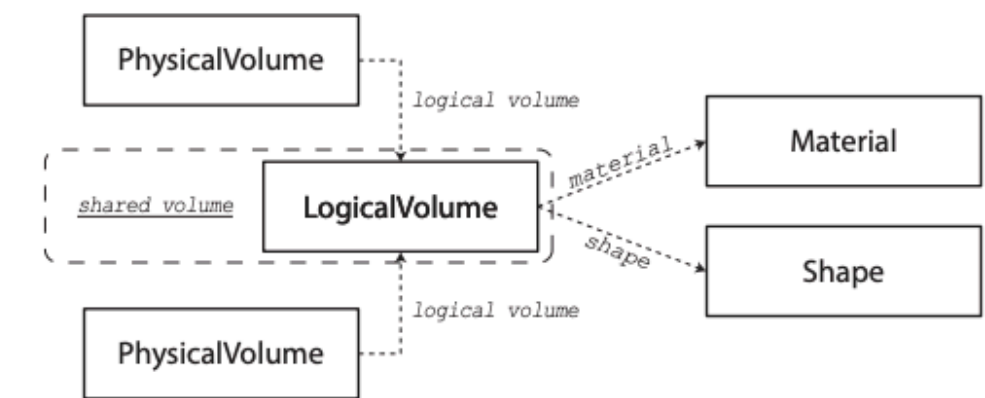 PhysicalVolume
logical volume
Material
material
shared volume
LogicalVolume
shape
Shape
logical volume
PhysicalVolume